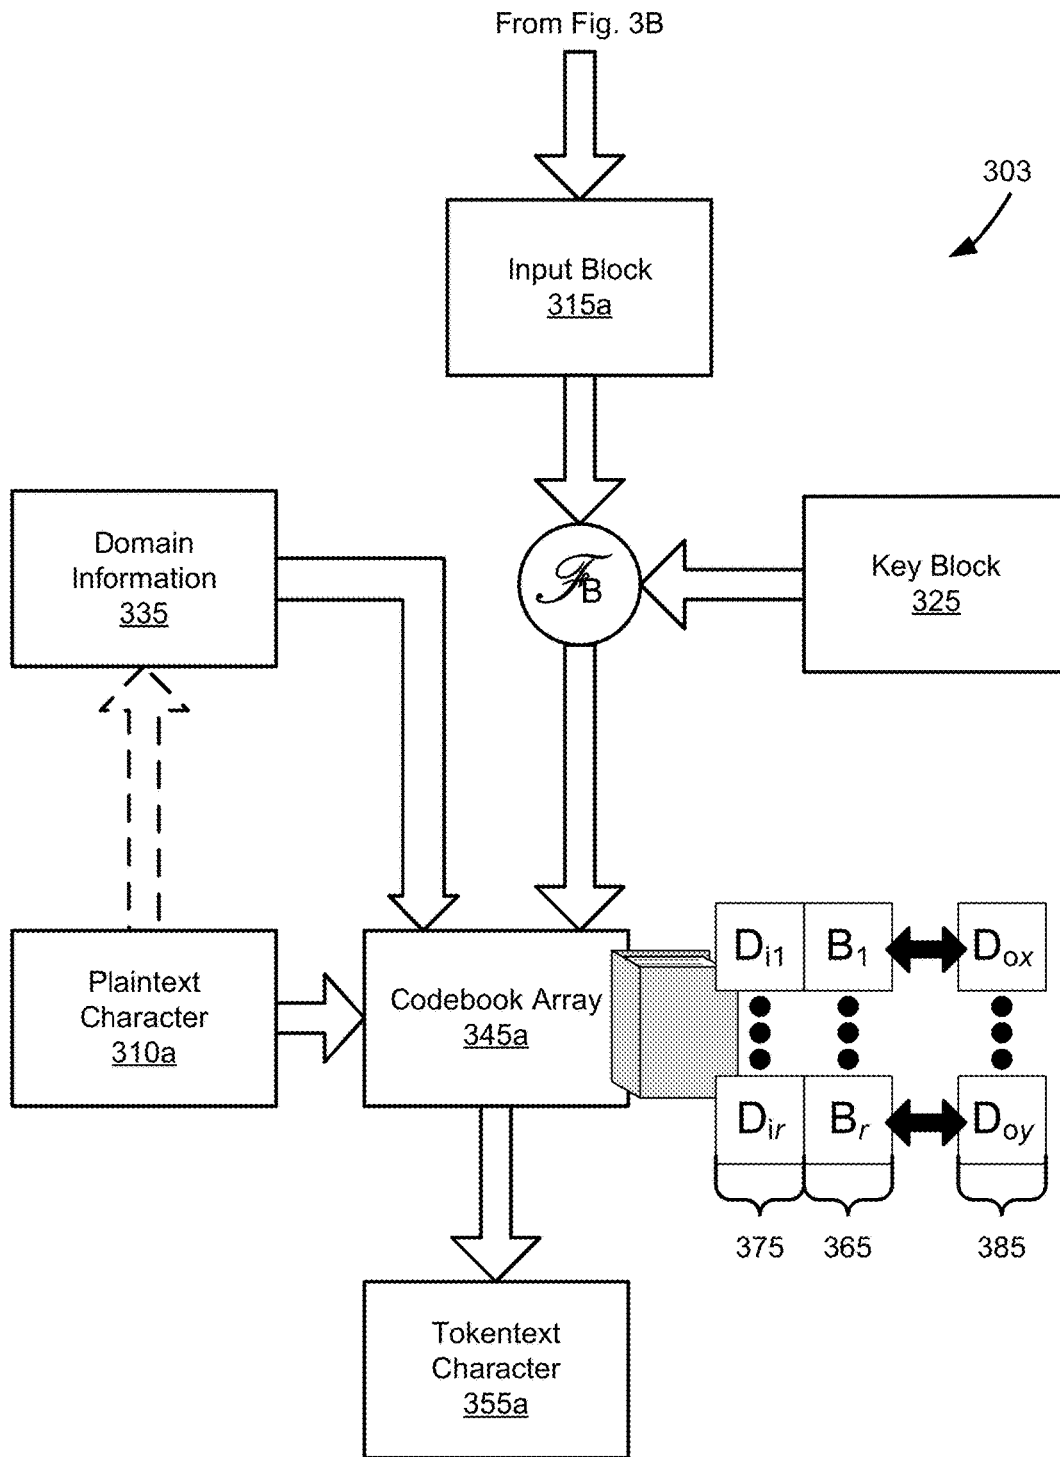 From Fig. 3B
303
Input Block
315a
Domain
Information
335
ℱB
Key Block
325
Plaintext
Character
310a
Codebook Array
345a
Di1 B1 Dox
Dir Br Doy
375 365 385
Tokentext
Character
355a